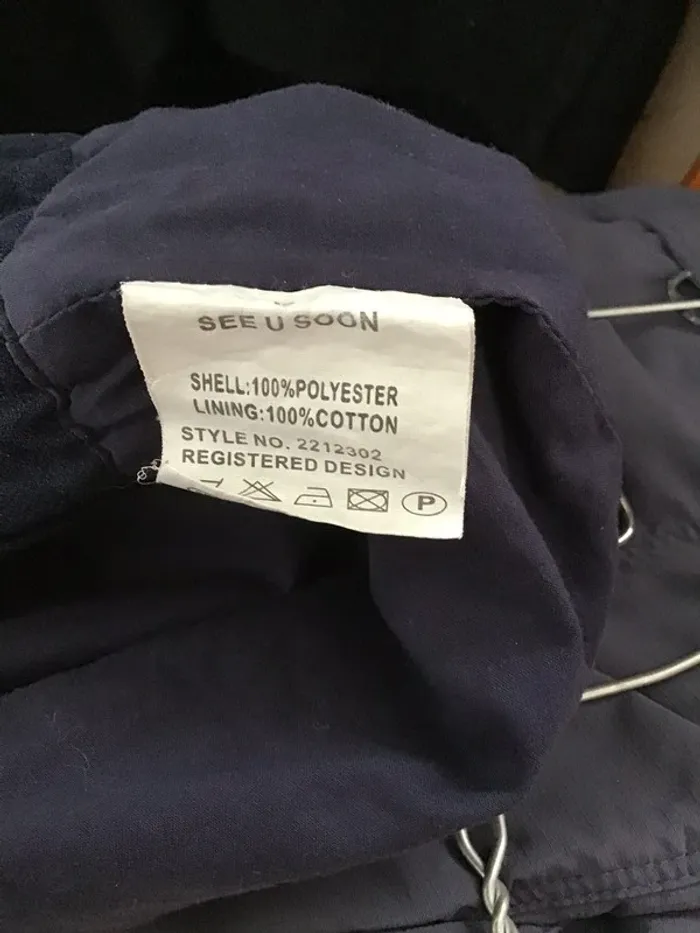 SEE U SOON
SHELL:100%POLYESTER
LINING:100%COTTON
STYLE NO. 2212302
REGISTERED DESIGN
P